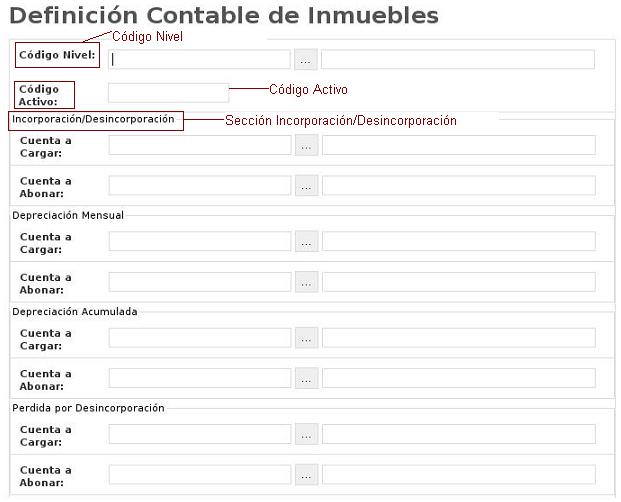 Definición Contable de Inmuebles
Código Nivel
Código Nivel:
...
Código
Activo:
Código Activo
Incorporación/Desincorporación
Sección Incorporación/Desincorporación
Cuenta a
Cargar:
...
Cuenta a
Abonar:
...
Depreciación Mensual
Cuenta a
Cargar:
...
Cuenta a
Abonar:
...
Depreciación Acumulada
Cuenta a
Cargar:
...
Cuenta a
Abonar:
...
Perdida por Desincorporación
Cuenta a
Cargar:
...
Cuenta a
Abonar:
...